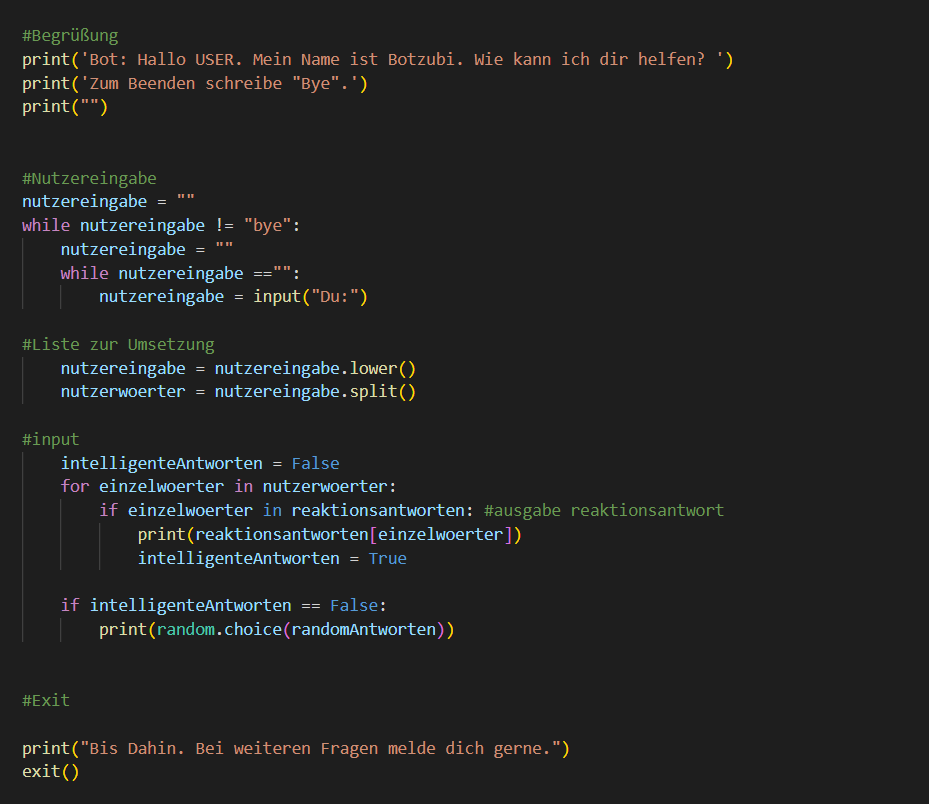 #Begrüßung
print('Bot: Hallo USER. Mein Name ist Botzubi. Wie kann ich dir helfen? ')
print('Zum Beenden schreibe "Bye".')
print("")
#Nutzereingabe
nutzereingabe = ""
while nutzereingabe != "bye":
    nutzereingabe = ""
    while nutzereingabe =="":
        nutzereingabe = input("Du:")
#Liste zur Umsetzung
    nutzereingabe = nutzereingabe.lower()
    nutzerwoerter = nutzereingabe.split()
#input
    intelligenteAntworten = False
    for einzelwoerter in nutzerwoerter:
        if einzelwoerter in reaktionsantworten: #ausgabe reaktionsantwort
            print(reaktionsantworten[einzelwoerter])
            intelligenteAntworten = True
    if intelligenteAntworten == False:
        print(random.choice(randomAntworten))
#Exit
print("Bis Dahin. Bei weiteren Fragen melde dich gerne.")
exit()